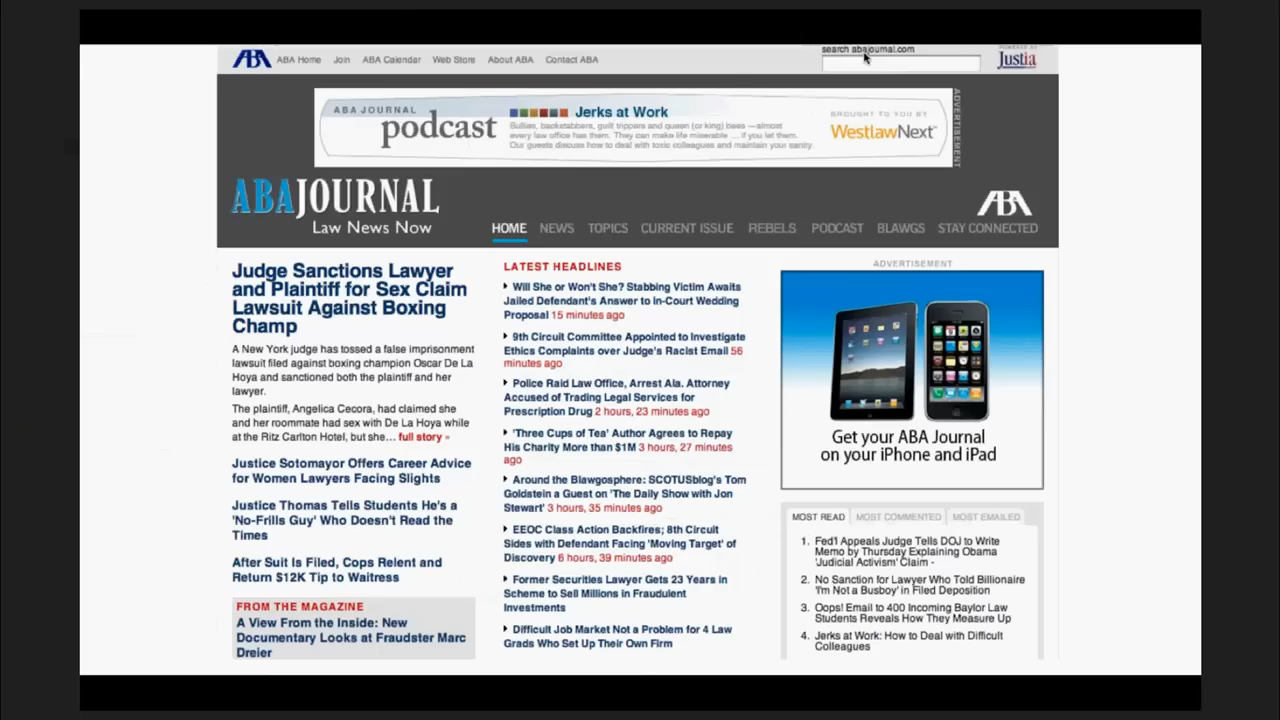 ABA
ABA Home
Join
ABA Calendar
Web Store
About ABA
Contact ABA
search abajournal.com
Justia
ABA JOURNAL
podcast
Jerks at Work
Bullies, backstabbers, guilt trippers and queen (or king) bees —almost
every law office has them. They can make life miserable ... if you let them.
Our guests discuss how to deal with toxic colleagues and maintain your sanity.
BROUGHT TO YOU BY
WestlawNext
ADVERTISEMENT
ABAJOURNAL
Law News Now
ABA
HOME
NEWS
TOPICS
CURRENT ISSUE
REBELS
PODCAST
BLAWGS
STAY CONNECTED
Judge Sanctions Lawyer
and Plaintiff for Sex Claim
Lawsuit Against Boxing
Champ
A New York judge has tossed a false imprisonment
lawsuit filed against boxing champion Oscar De La
Hoya and sanctioned both the plaintiff and her
lawyer.
The plaintiff, Angelica Cecora, had claimed she
and her roommate had sex with De La Hoya while
at the Ritz Carlton Hotel, but she... full story »
Justice Sotomayor Offers Career Advice
for Women Lawyers Facing Slights
Justice Thomas Tells Students He's a
'No-Frills Guy' Who Doesn't Read the
Times
After Suit Is Filed, Cops Relent and
Return $12K Tip to Waitress
FROM THE MAGAZINE
A View From the Inside: New
Documentary Looks at Fraudster Marc
Dreier
LATEST HEADLINES
Will She or Won't She? Stabbing Victim Awaits
Jailed Defendant's Answer to In-Court Wedding
Proposal 15 minutes ago
9th Circuit Committee Appointed to Investigate
Ethics Complaints over Judge's Racist Email 56
minutes ago
Police Raid Law Office, Arrest Ala. Attorney
Accused of Trading Legal Services for
Prescription Drug 2 hours, 23 minutes ago
'Three Cups of Tea' Author Agrees to Repay
His Charity More than $1M 3 hours, 27 minutes
ago
Around the Blawgosphere: SCOTUSblog's Tom
Goldstein a Guest on 'The Daily Show with Jon
Stewart' 3 hours, 35 minutes ago
EEOC Class Action Backfires; 8th Circuit
Sides with Defendant Facing 'Moving Target' of
Discovery 6 hours, 39 minutes ago
Former Securities Lawyer Gets 23 Years in
Scheme to Sell Millions in Fraudulent
Investments
Difficult Job Market Not a Problem for 4 Law
Grads Who Set Up Their Own Firm
ADVERTISEMENT
Get your ABA Journal
on your iPhone and iPad
MOST READ
MOST COMMENTED
MOST EMAILED
1. Fed'l Appeals Judge Tells DOJ to Write
Memo by Thursday Explaining Obama
'Judicial Activism' Claim -
2. No Sanction for Lawyer Who Told Billionaire
'I'm Not a Busboy' in Filed Deposition
3. Oops! Email to 400 Incoming Baylor Law
Students Reveals How They Measure Up
4. Jerks at Work: How to Deal with Difficult
Colleagues